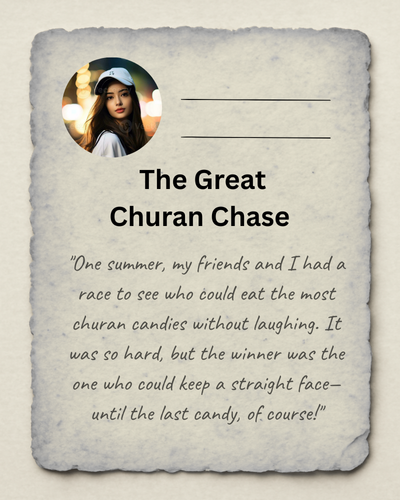 The Great
Churan Chase
"One summer, my friends and I had a
race to see who could eat the most
churan candies without laughing. It
was so hard, but the winner was the
one who could keep a straight face—
until the last candy, of course!"